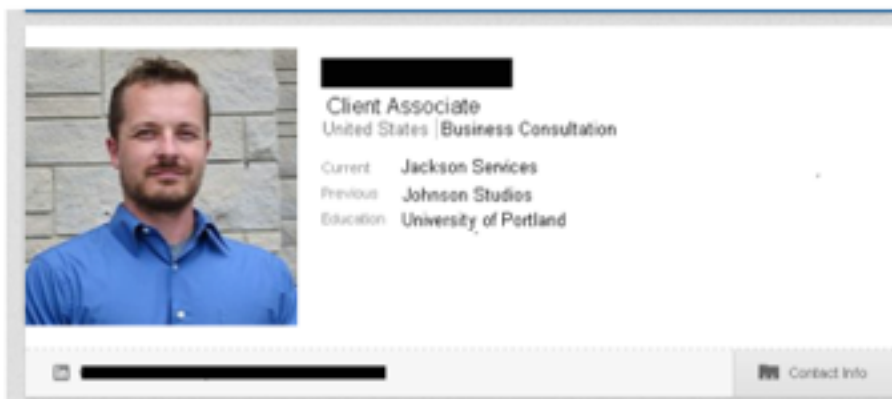 Client Associate
United States | Business Consultation
Current Jackson Services
Previous Johnson Studios
Education University of Portland
Contact Info